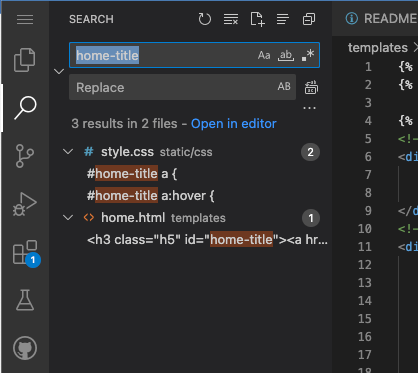 SEARCH
home-title
Aa
ab
.*
Replace
AB
...
3 results in 2 files - Open in editor
# style.css static/css 2
#home-title a {
#home-title a:hover {
<> home.html templates 1
<h3 class="h5" id="home-title"><a hr...
1
README
templates
1 {%
2 {%
3
4 {%
5 <!-
6 <di
7
8
9 </d
10 <!-
11 <di
12
13
14
15
16
17
18